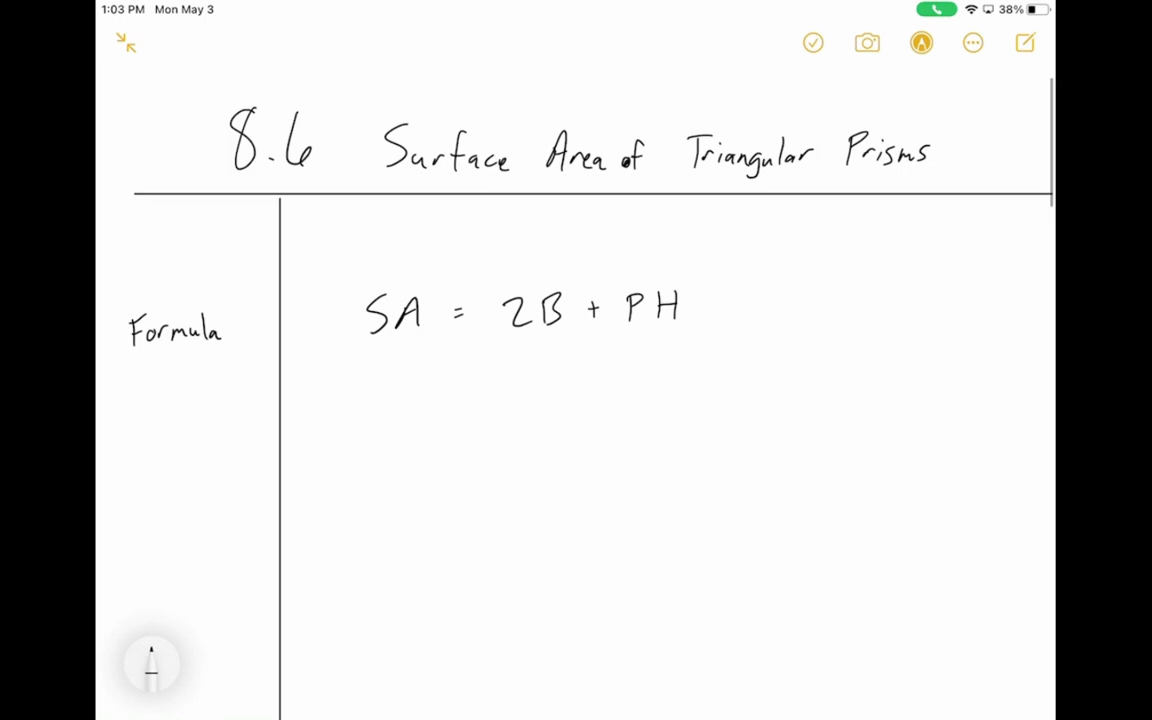 1:03 PM Mon May 3
38%
8.6 Surface Area of Triangular Prisms
Formula
SA = 2B + PH